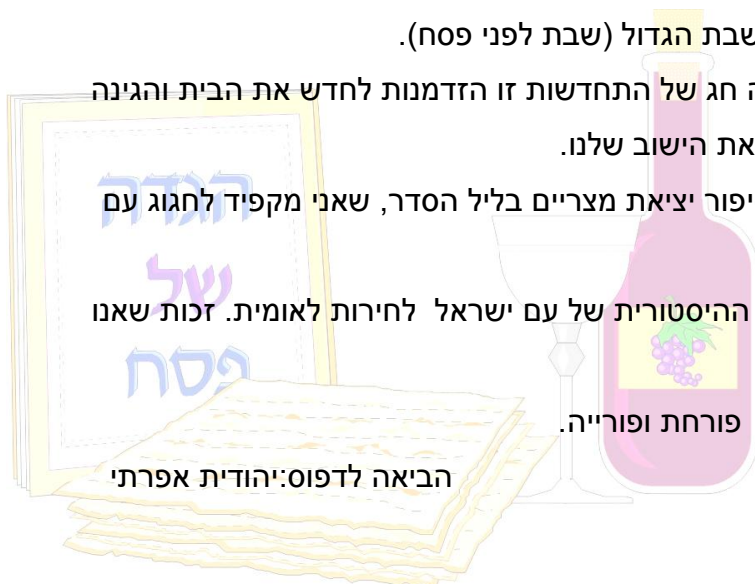 שבת הגדול (שבת לפני פסח).
חג של התחדשות זו הזדמנות לחדש את הבית והגינה
את הישוב שלנו.
יפור יציאת מצריים בליל הסדר, שאני מקפיד לחגוג עם
ההיסטורית של עם ישראל  לחירות לאומית. זכות שאנו
פורחת ופורייה.
הביאה לדפוס:יהודית אפרתי
הגדה
של
פסח